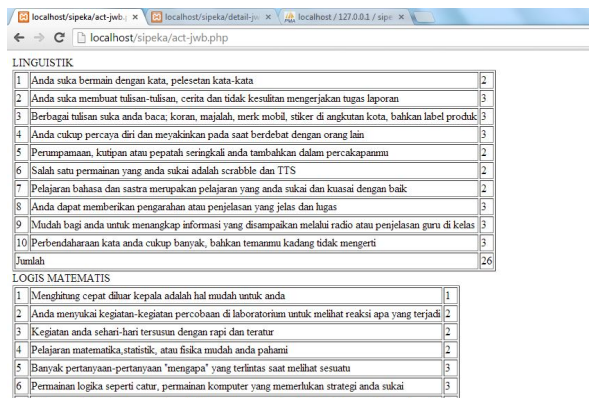 localhost/sipeka/act-jwb.p
localhost/sipeka/detail-jw
localhost / 127.0.0.1 / sipe
localhost/sipeka/act-jwb.php
LINGUISTIK
1 Anda suka bermain dengan kata, pelesetan kata-kata 2
2 Anda suka membuat tulisan-tulisan, cerita dan tidak kesulitan mengerjakan tugas laporan 3
3 Berbagai tulisan suka anda baca; koran, majalah, merk mobil, stiker di angkutan kota, bahkan label produk 3
4 Anda cukup percaya diri dan meyakinkan pada saat berdebat dengan orang lain 3
5 Perumpamaan, kutipan atau pepatah seringkali anda tambahkan dalam percakapanmu 2
6 Salah satu permainan yang anda sukai adalah scrabble dan TTS 2
7 Pelajaran bahasa dan sastra merupakan pelajaran yang anda sukai dan kuasai dengan baik 2
8 Anda dapat memberikan pengarahan atau penjelasan yang jelas dan lugas 3
9 Mudah bagi anda untuk menangkap informasi yang disampaikan melalui radio atau penjelasan guru di kelas 3
10 Perbendaharaan kata anda cukup banyak, bahkan temanmu kadang tidak mengerti 3
Jumlah 26
LOGIS MATEMATIS
1 Menghitung cepat diluar kepala adalah hal mudah untuk anda 1
2 Anda menyukai kegiatan-kegiatan percobaan di laboratorium untuk melihat reaksi apa yang terjadi 2
3 Kegiatan anda sehari-hari tersusun dengan rapi dan teratur 2
4 Pelajaran matematika,statistik, atau fisika mudah anda pahami 2
5 Banyak pertanyaan-pertanyaan "mengapa" yang terlintas saat melihat sesuatu 3
6 Permainan logika seperti catur, permainan komputer yang memerlukan strategi anda sukai 3